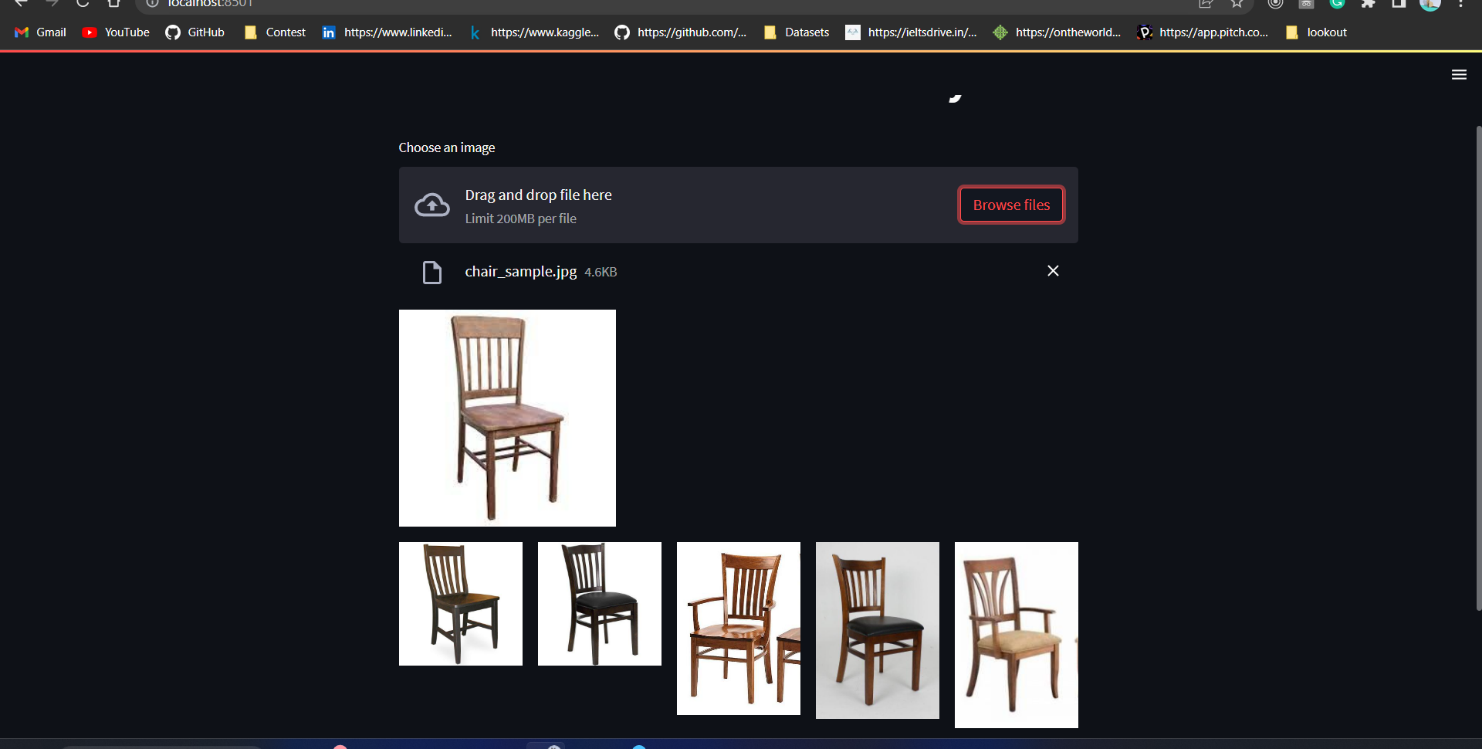 localhost:8501
Gmail YouTube GitHub Contest https://www.linkedi... https://www.kaggle... https://github.com/... Datasets https://ieltsdrive.in/... https://ontheworld... https://app.pitch.co... lookout
Choose an image
Drag and drop file here
Limit 200MB per file
Browse files
chair_sample.jpg 4.6KB